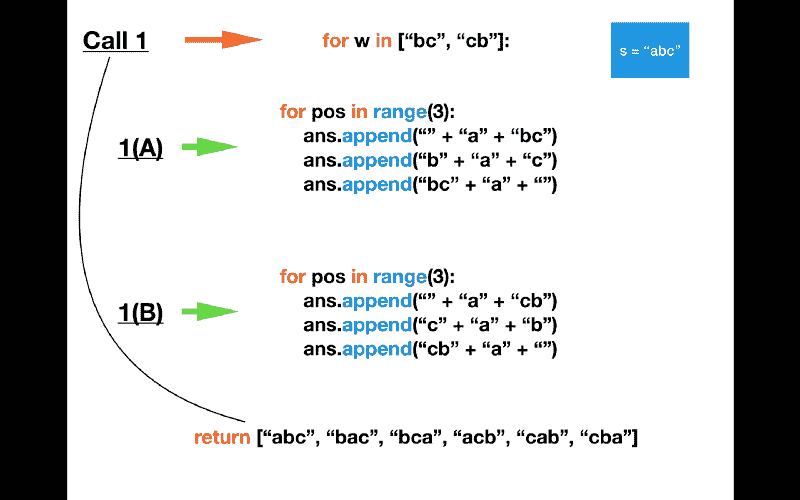 Call 1
for w in [“bc”, “cb”]:
s = “abc”
for pos in range(3):
1(A)
ans.append(“” + “a” + “bc”)
ans.append(“b” + “a” + “c”)
ans.append(“bc” + “a” + “”)
for pos in range(3):
1(B)
ans.append(“” + “a” + “cb”)
ans.append(“c” + “a” + “b”)
ans.append(“cb” + “a” + “”)
return [“abc”, “bac”, “bca”, “acb”, “cab”, “cba”]